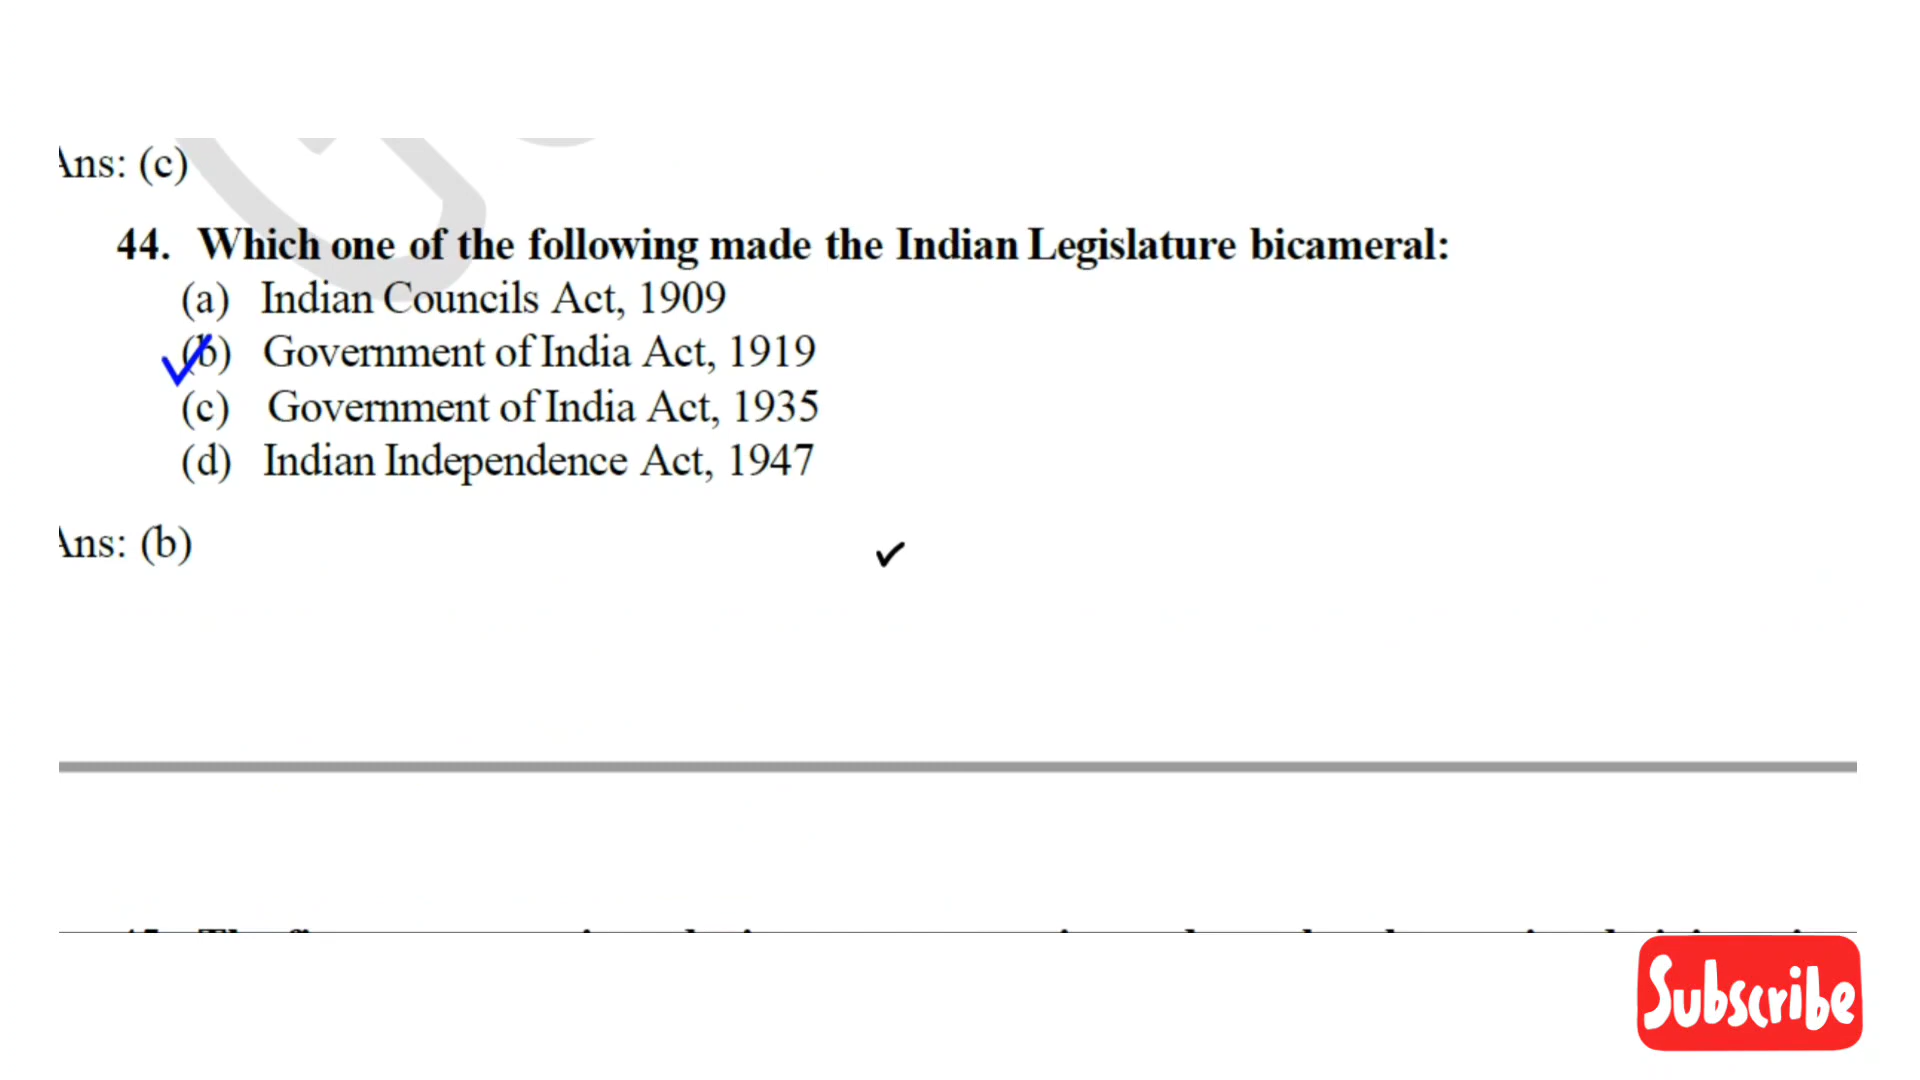 Ans: (c)
44. Which one of the following made the Indian Legislature bicameral:
(a) Indian Councils Act, 1909
(b) Government of India Act, 1919
(c) Government of India Act, 1935
(d) Indian Independence Act, 1947
Ans: (b)
Subscribe